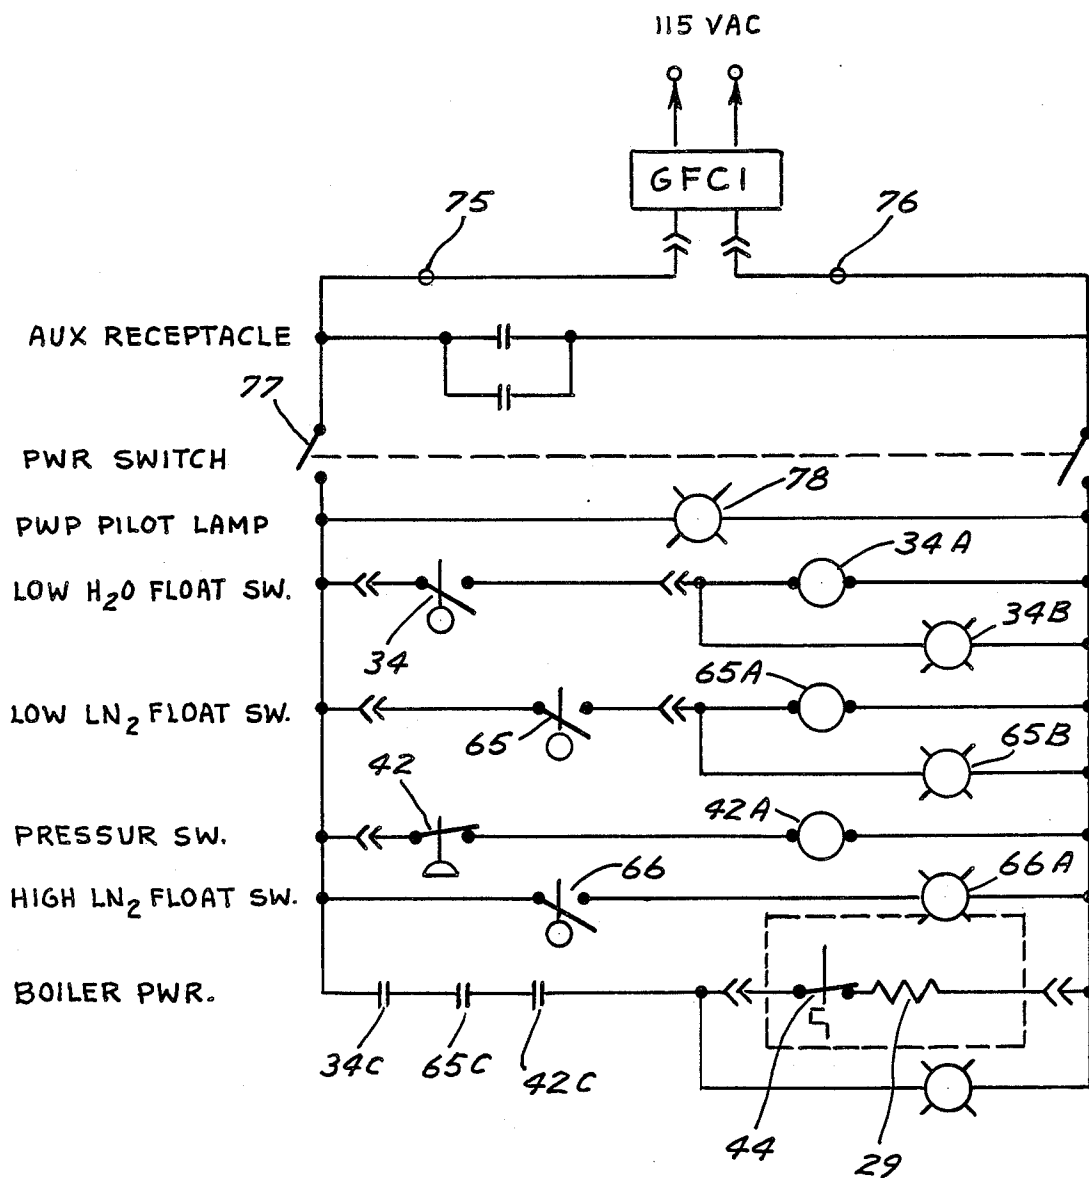 115 VAC
GFCI
75
76
AUX RECEPTACLE
77
PWR SWITCH
78
PWP PILOT LAMP
34A
LOW H2O FLOAT SW.
34B
34
65A
LOW LN2 FLOAT SW.
65
65B
42
42A
PRESSUR SW.
66
66A
HIGH LN2 FLOAT SW.
BOILER PWR.
34C
65C
42C
44
29